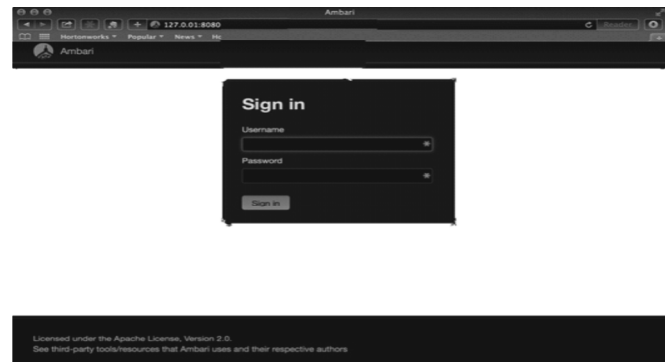 Ambari
127.0.01:8080
Reader
Hortonworks
Popular
News
Ambari
Sign in
Username
Password
Sign in
Licensed under the Apache License, Version 2.0.
See third-party tools/resources that Ambari uses and their respective authors